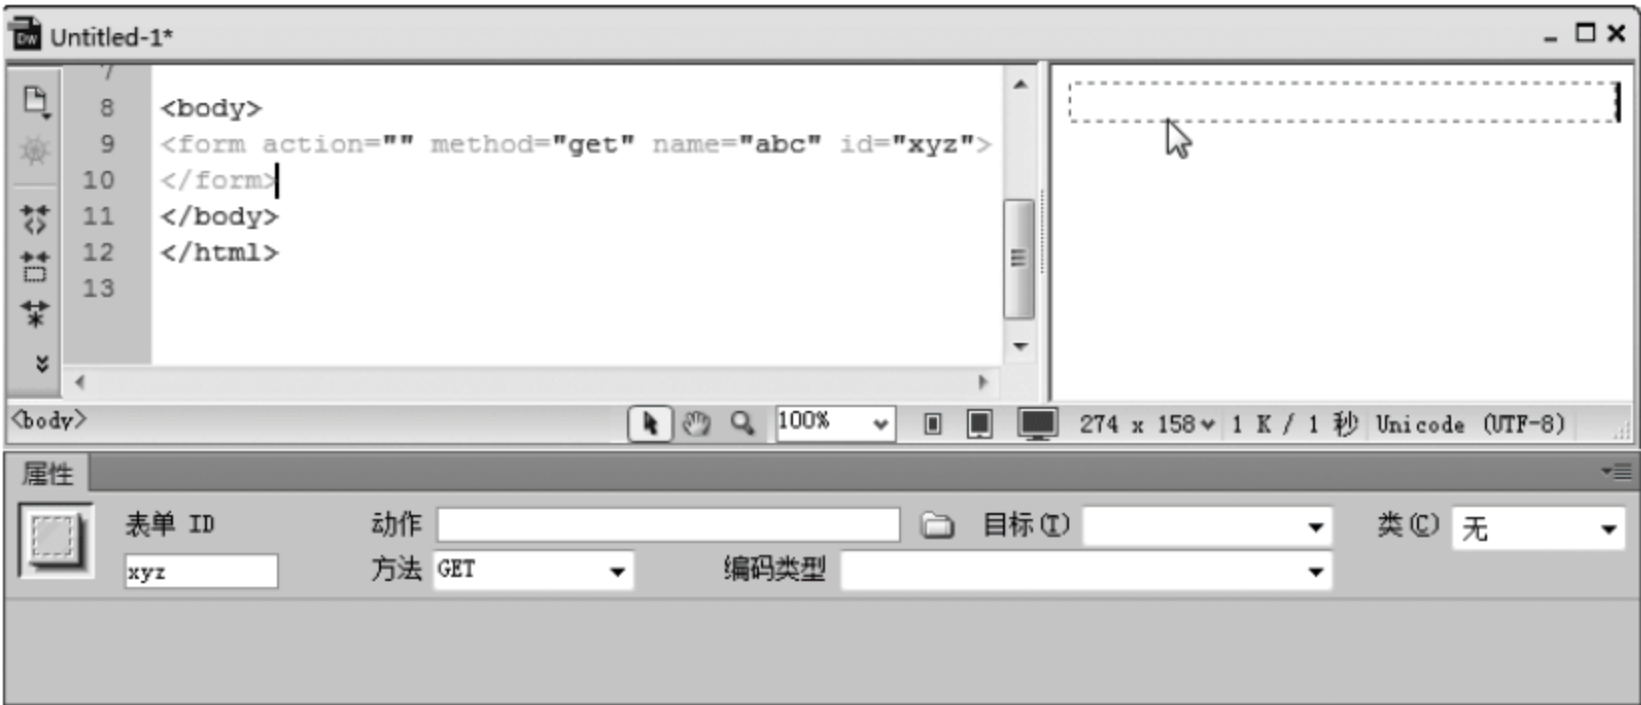 Dw Untitled-1*
7
8 <body>
9 <form action="" method="get" name="abc" id="xyz">
10 </form>
11 </body>
12 </html>
13
<body> 100% 274 x 158 1 K / 1 秒 Unicode (UTF-8)
属性
表单 ID 动作 目标(T) 类(C) 无
xyz 方法 GET 编码类型